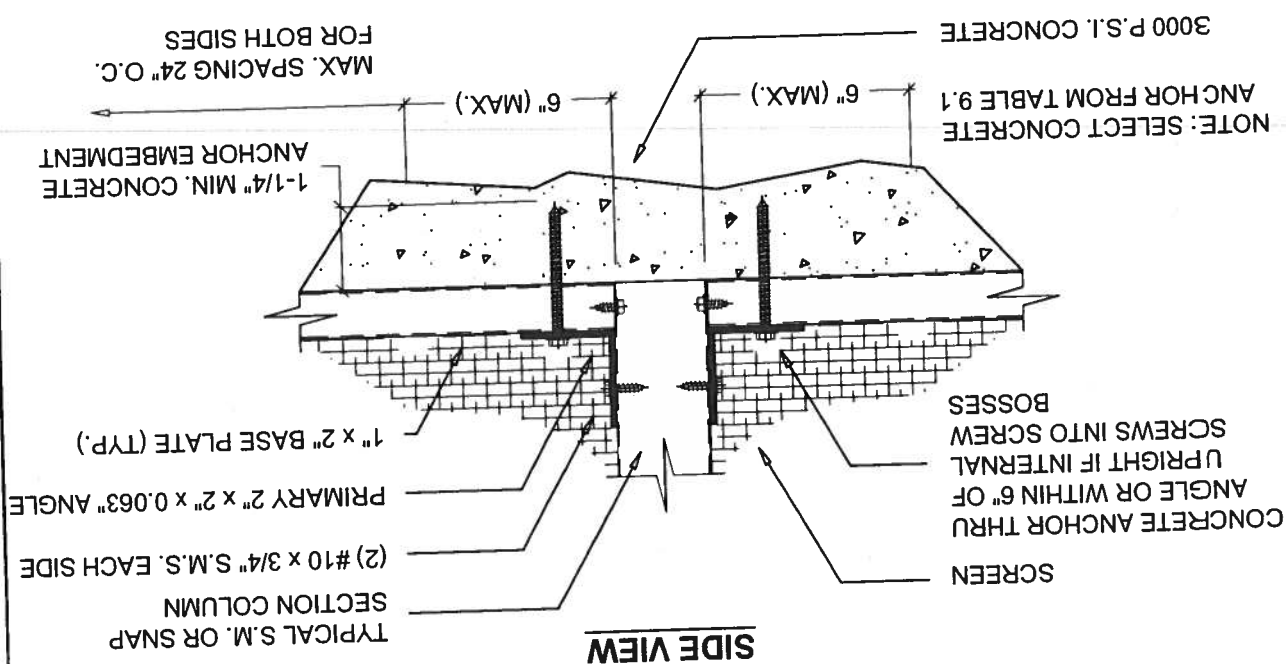 SIDE VIEW
TYPICAL S.M. OR SNAP
SECTION COLUMN
(2) #10 x 3/4" S.M.S. EACH SIDE
PRIMARY 2" x 2" x 0.063" ANGLE
1" x 2" BASE PLATE (TYP.)
1-1/4" MIN. CONCRETE
ANCHOR EMBEDMENT
MAX. SPACING 24" O.C.
FOR BOTH SIDES
6" (MAX.)
6" (MAX.)
SCREEN
CONCRETE ANCHOR THRU
ANGLE OR WITHIN 6" OF
UPRIGHT IF INTERNAL
SCREWS INTO SCREW
BOSSES
NOTE: SELECT CONCRETE
ANCHOR FROM TABLE 9.1
3000 P.S.I. CONCRETE